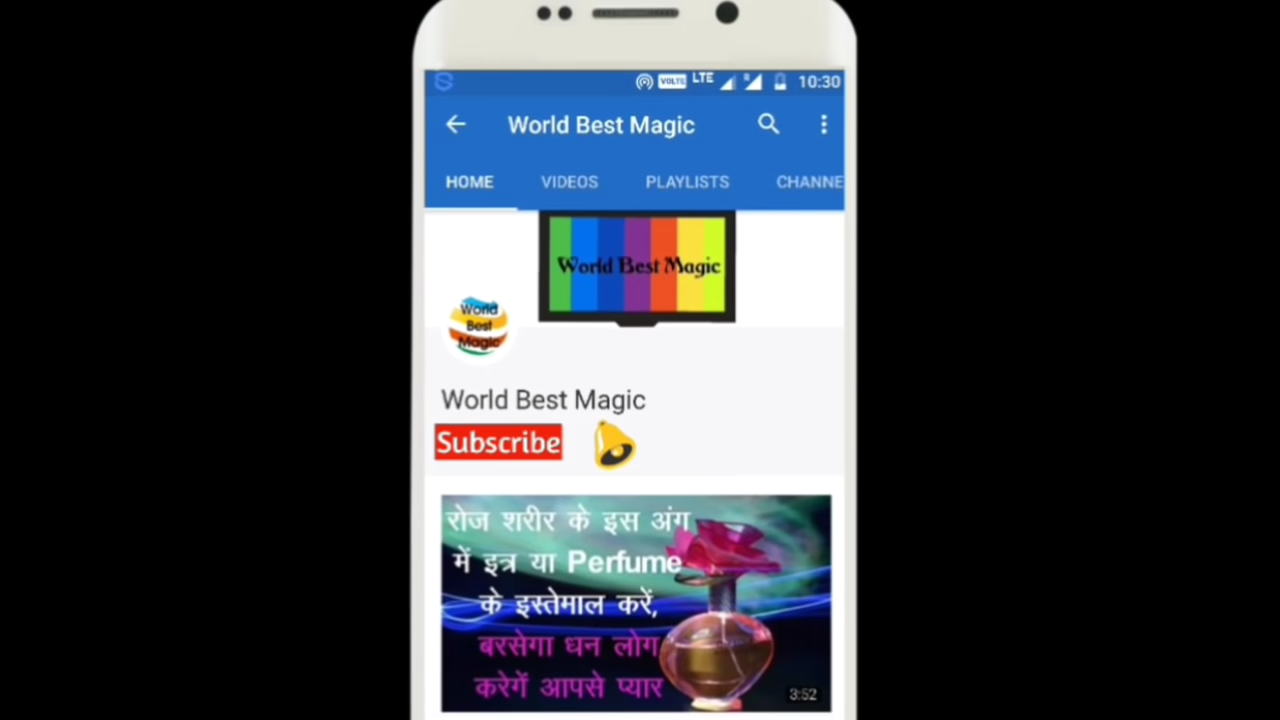 VOLTE LTE 10:30
World Best Magic
HOME VIDEOS PLAYLISTS CHANNE
World Best Magic
World
Best
Magic
World Best Magic
Subscribe
रोज शरीर के इस अंग
में इत्र या Perfume
के इस्तेमाल करें,
बरसेगा धन लोग
करेगें आपसे प्यार
3:52